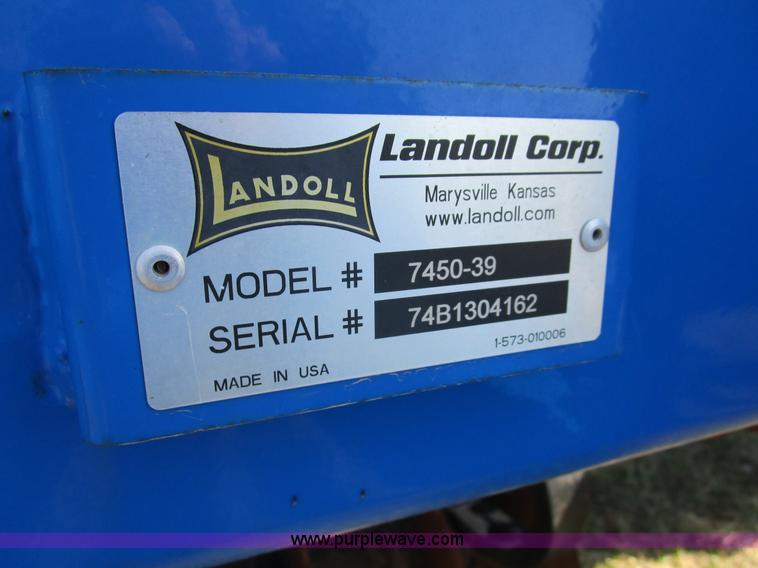 LANDOLL
Landoll Corp.
Marysville Kansas
www.landoll.com
MODEL # 7450-39
SERIAL # 74B1304162
1-573-010006
MADE IN USA
www.purplewave.com